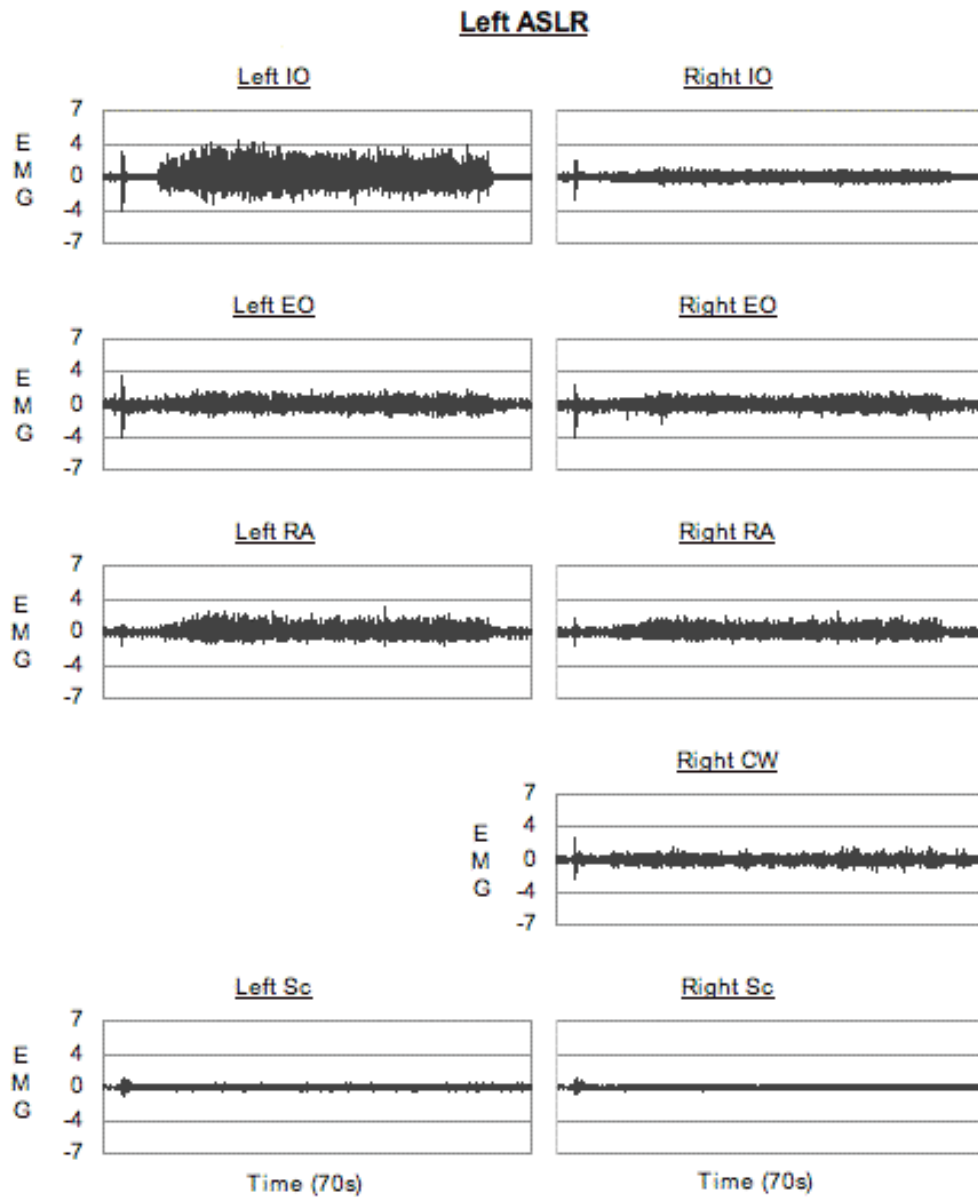 Left ASLR
Left IO Right IO
7
4
0
-4
-7
E
M
G
Left EO Right EO
7
4
0
-4
-7
E
M
G
Left RA Right RA
7
4
0
-4
-7
E
M
G
Right CW
7
4
0
-4
-7
E
M
G
Left Sc Right Sc
7
4
0
-4
-7
E
M
G
Time (70s) Time (70s)